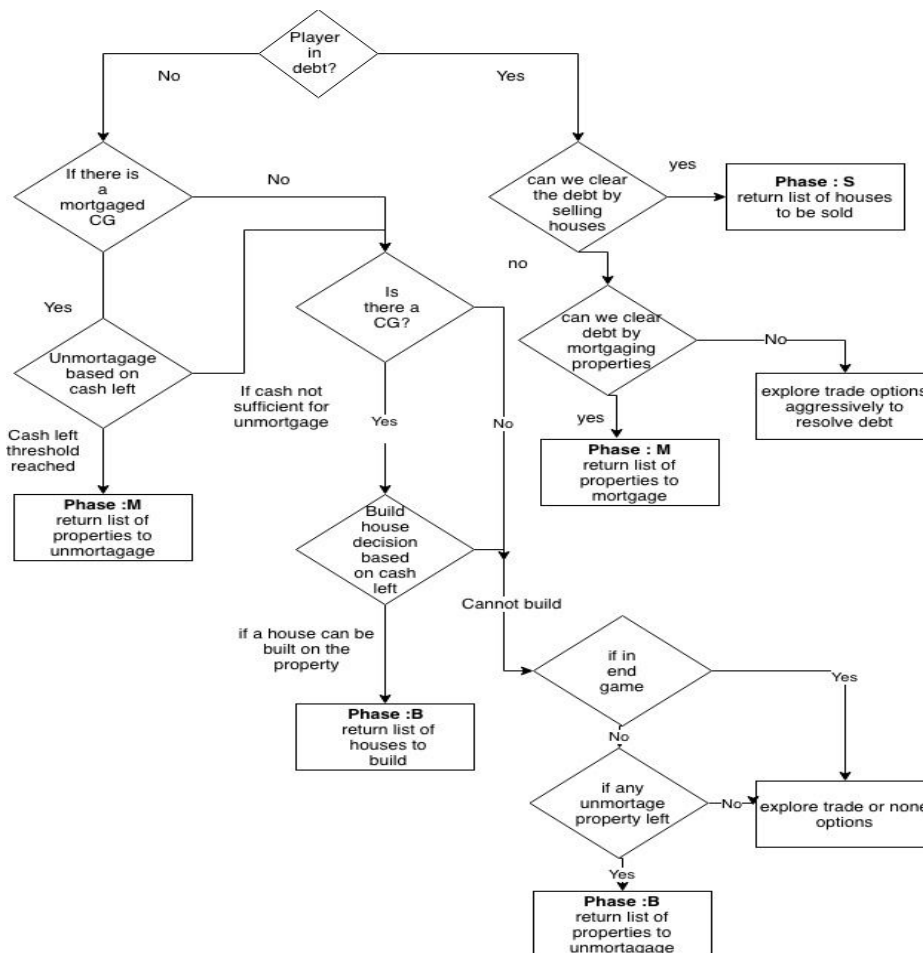 Player
in
debt?
No
Yes
If there is
a
mortgaged
CG
No
can we clear
the debt by
selling
houses
yes
Phase : S
return list of houses
to be sold
Yes
no
Is
there a
CG?
can we clear
debt by
mortgaging
properties
No
Unmortagage
based on
cash left
If cash not
sufficient for
unmortgage
Yes
No
yes
explore trade options
aggressively to
resolve debt
Cash left
threshold
reached
Phase : M
return list of
properties to
mortgage
Phase :M
return list of
properties to
unmortagage
Build
house
decision
based
on cash
left
Cannot build
if a house can be
built on the
property
if in
end
game
Yes
Phase :B
return list of
houses to
build
No
if any
unmortage
property left
No
explore trade or none
options
Yes
Phase :B
return list of
properties to
unmortagage